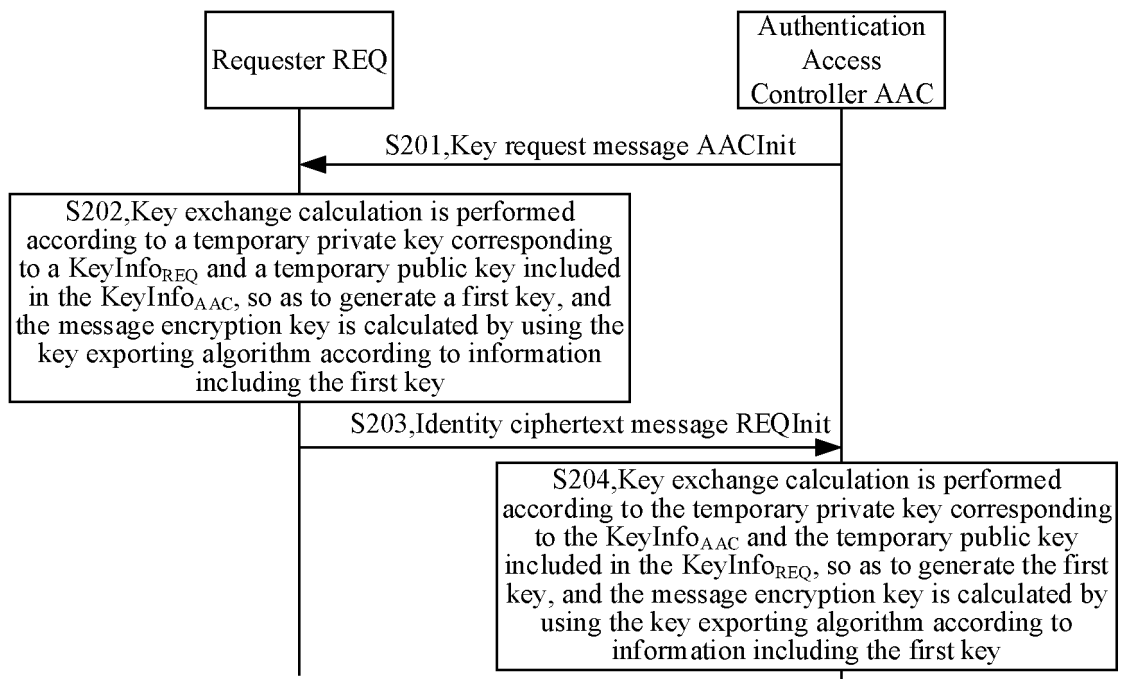 Requester REQ
Authentication
Access
Controller AAC
S201,Key request message AACInit
S202,Key exchange calculation is performed
according to a temporary private key corresponding
to a KeyInfoREQ and a temporary public key included
in the KeyInfoAAC, so as to generate a first key, and
the message encryption key is calculated by using the
key exporting algorithm according to information
including the first key
S203,Identity ciphertext message REQInit
S204,Key exchange calculation is performed
according to the temporary private key corresponding
to the KeyInfoAAC and the temporary public key
included in the KeyInfoREQ, so as to generate the first
key, and the message encryption key is calculated by
using the key exporting algorithm according to
information including the first key